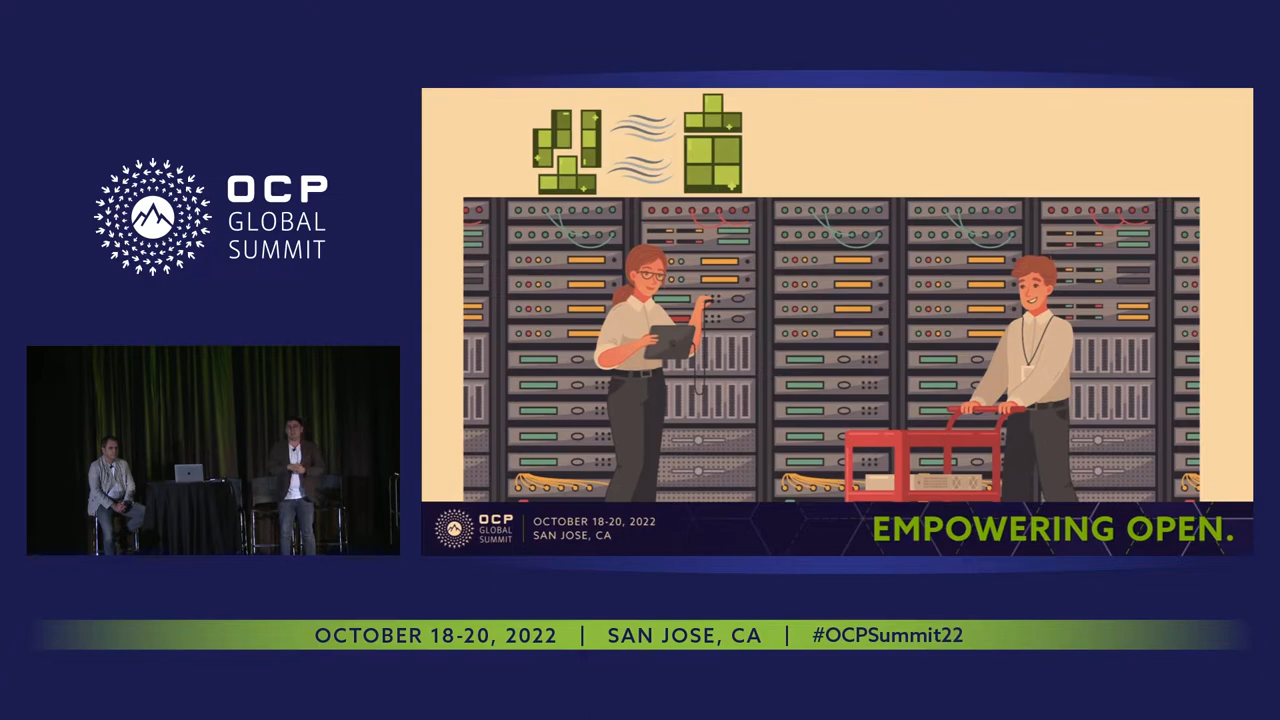 OCP
GLOBAL
SUMMIT
OCP
GLOBAL
SUMMIT
OCTOBER 18-20, 2022
SAN JOSE, CA
EMPOWERING OPEN.
OCTOBER 18-20, 2022 | SAN JOSE, CA | #OCPSummit22